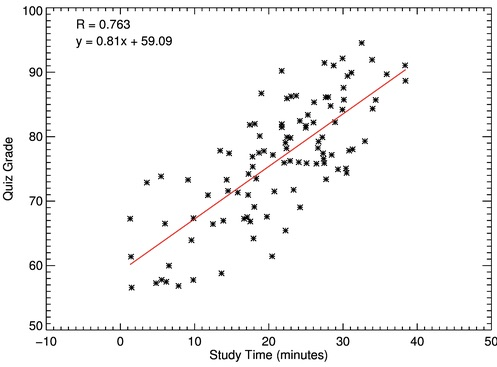 R = 0.763
y = 0.81x + 59.09
100
90
80
70
60
50
Quiz Grade
-10 0 10 20 30 40 50
Study Time (minutes)